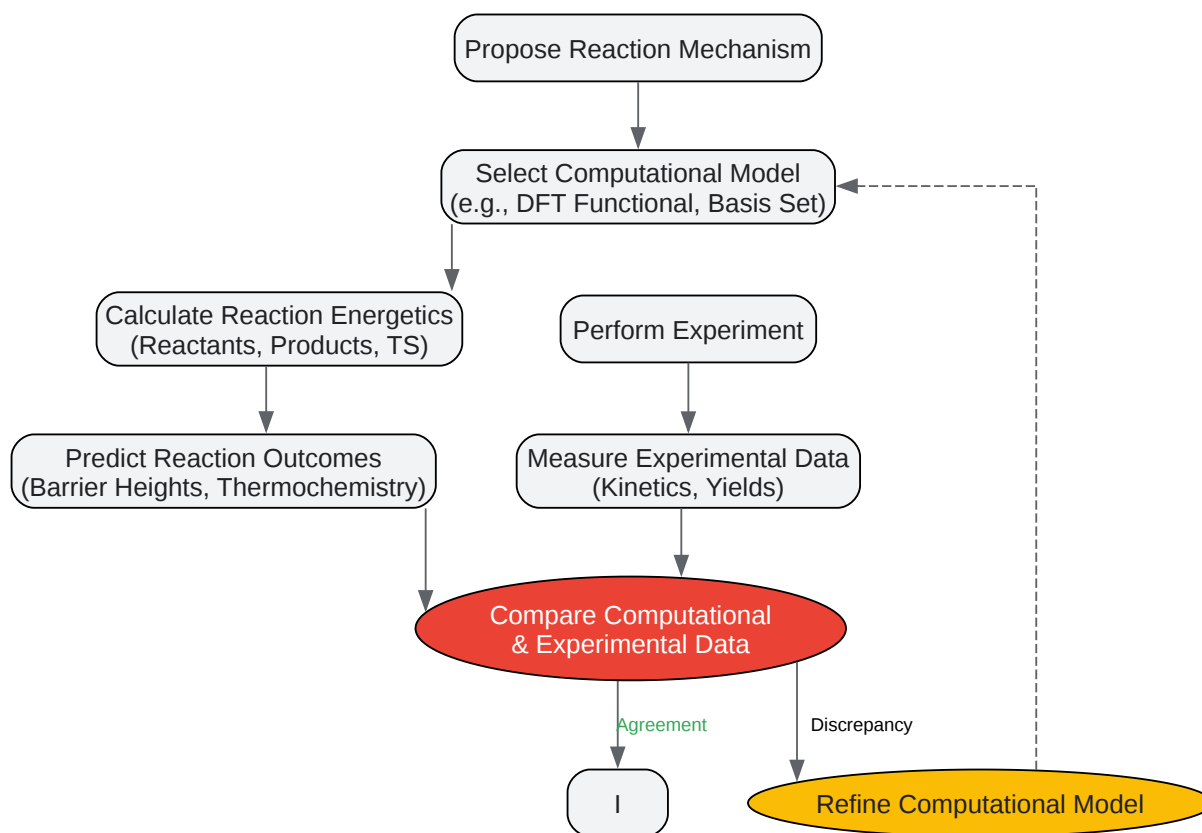 Propose Reaction Mechanism
Select Computational Model
(e.g., DFT Functional, Basis Set)
Calculate Reaction Energetics
(Reactants, Products, TS)
Perform Experiment
Predict Reaction Outcomes
(Barrier Heights, Thermochemistry)
Measure Experimental Data
(Kinetics, Yields)
Compare Computational
& Experimental Data
Agreement
Discrepancy
I
Refine Computational Model